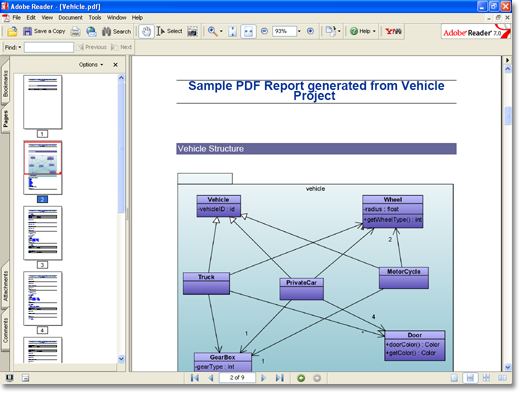 Adobe Reader - [Vehicle.pdf]
File Edit View Document Tools Window Help
Save a Copy Search Select 93% Help Y!
Adobe Reader 7.0
Find: Previous Next
Options
Bookmarks
Pages
Attachments
Comments
1
2
3
4
Sample PDF Report generated from Vehicle
Project
Vehicle Structure
vehicle
Vehicle
-vehicleID : id
Wheel
-radius : float
+getWheelType() : int
2
Truck
PrivateCar
MotorCycle
1
4
*
1
GearBox
-gearType : int
Door
+doorColor() : Color
+getColor() : Color
2 of 9